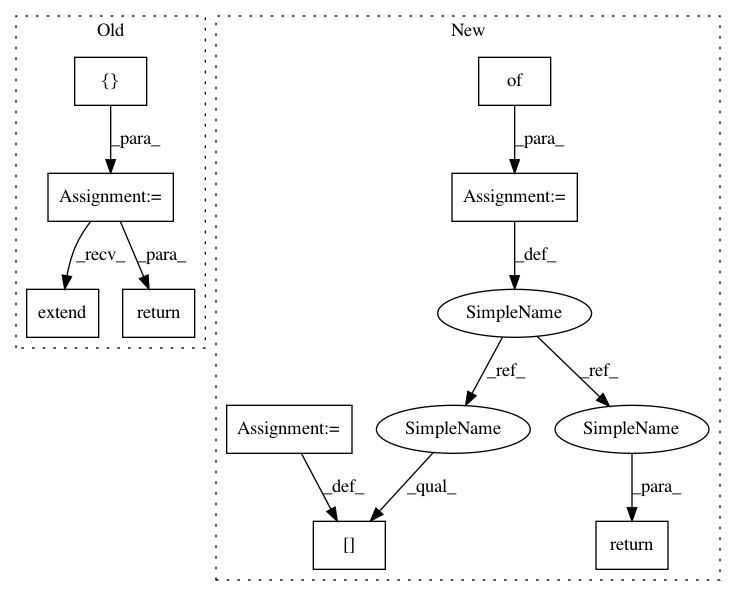 Old
New
{}
of
_para_
_para_
Assignment:=
Assignment:=
_recv_
_para_
_def_
extend
return
SimpleName
_ref_
_ref_
Assignment:=
SimpleName
SimpleName
_def_
_qual_
_para_
[]
return